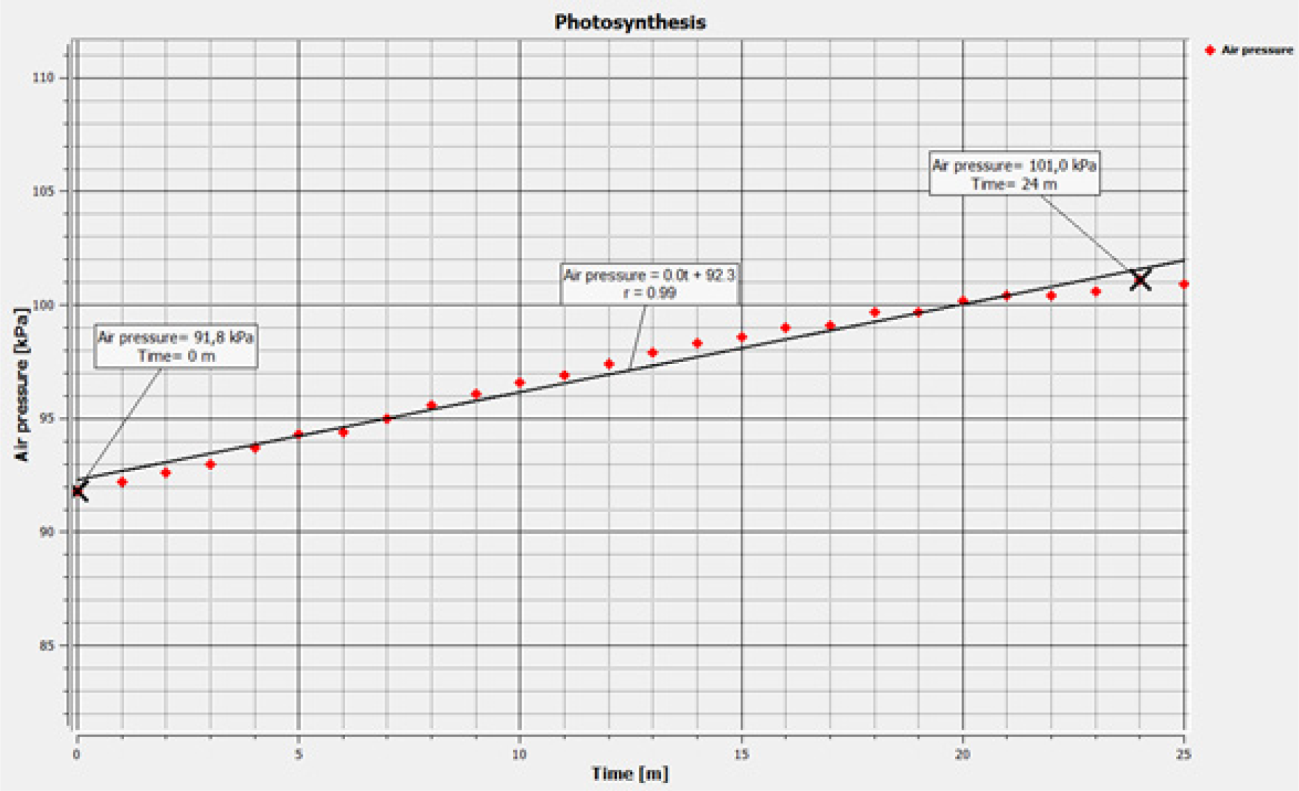 Photosynthesis
Air pressure
110
105
100
95
90
85
Air pressure [kPa]
Air pressure= 91,8 kPa
Time= 0 m
Air pressure = 0.0t + 92.3
r = 0.99
Air pressure= 101,0 kPa
Time= 24 m
0
5
10
15
20
25
Time [m]